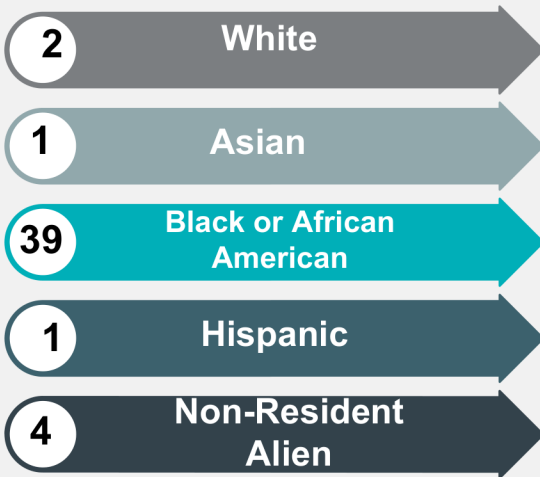 2
White
1
Asian
39
Black or African
American
1
Hispanic
4
Non-Resident
Alien